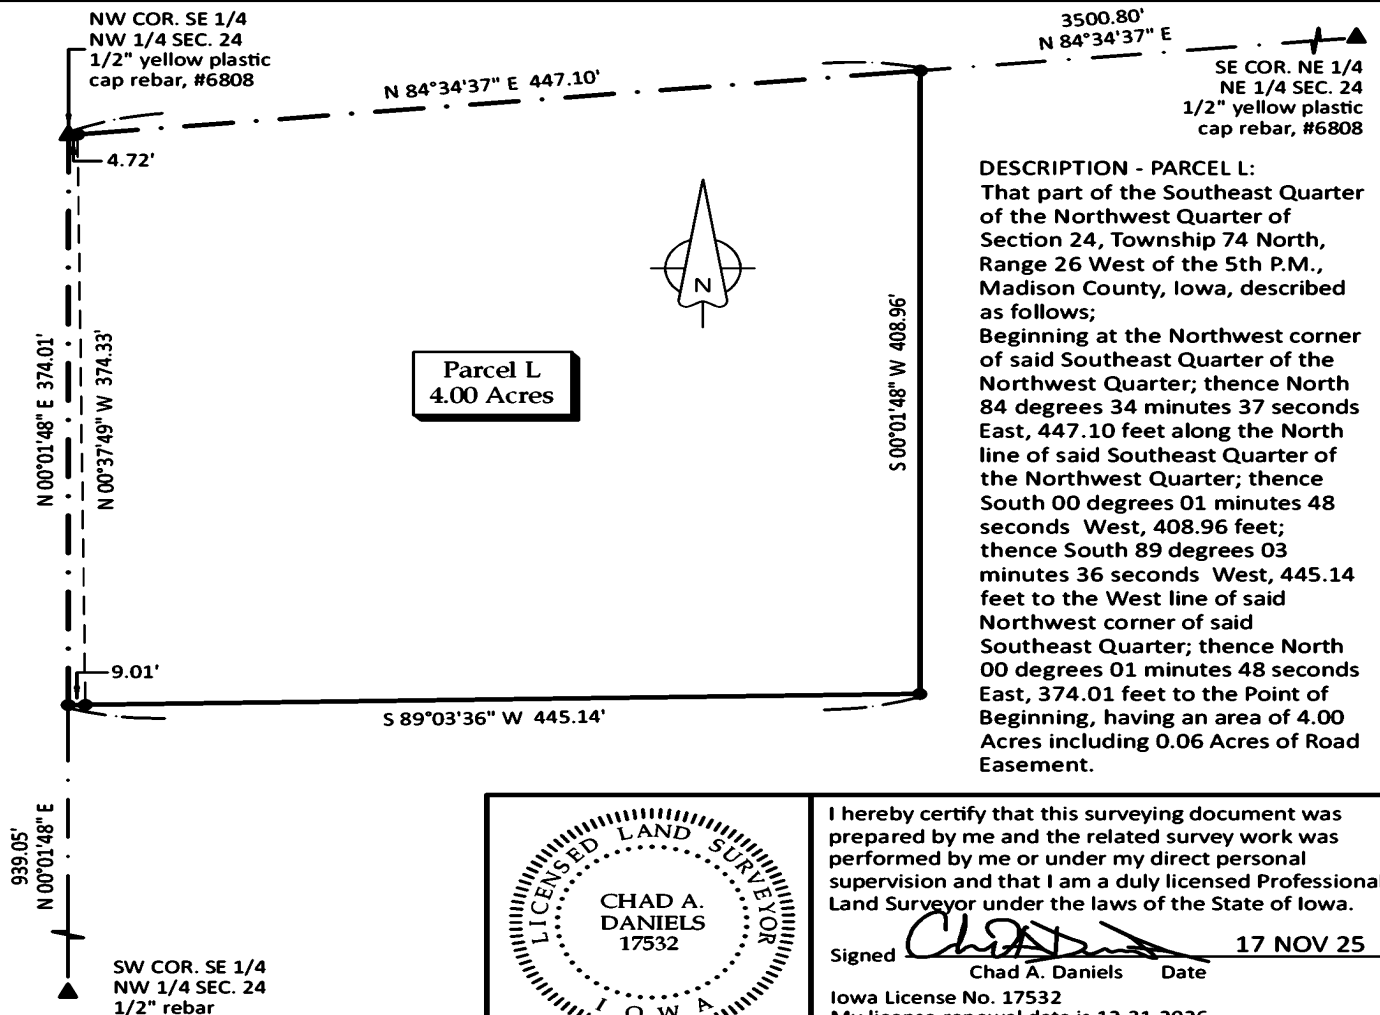 NW COR. SE 1/4
NW 1/4 SEC. 24
1/2" yellow plastic
cap rebar, #6808
3500.80'
N 84°34'37" E
SE COR. NE 1/4
NE 1/4 SEC. 24
1/2" yellow plastic
cap rebar, #6808
N 84°34'37" E 447.10'
4.72'
N 00°01'48" E 374.01'
N 00°37'49" W 374.33'
N
Parcel L
4.00 Acres
S 00°01'48" W 408.96'
9.01'
S 89°03'36" W 445.14'
939.05'
N 00°01'48" E
SW COR. SE 1/4
NW 1/4 SEC. 24
1/2" rebar
DESCRIPTION - PARCEL L:
That part of the Southeast Quarter
of the Northwest Quarter of
Section 24, Township 74 North,
Range 26 West of the 5th P.M.,
Madison County, Iowa, described
as follows;
Beginning at the Northwest corner
of said Southeast Quarter of the
Northwest Quarter; thence North
84 degrees 34 minutes 37 seconds
East, 447.10 feet along the North
line of said Southeast Quarter of
the Northwest Quarter; thence
South 00 degrees 01 minutes 48
seconds West, 408.96 feet;
thence South 89 degrees 03
minutes 36 seconds West, 445.14
feet to the West line of said
Northwest corner of said
Southeast Quarter; thence North
00 degrees 01 minutes 48 seconds
East, 374.01 feet to the Point of
Beginning, having an area of 4.00
Acres including 0.06 Acres of Road
Easement.
LICENSED LAND SURVEYOR
CHAD A.
DANIELS
17532
IOWA
I hereby certify that this surveying document was
prepared by me and the related survey work was
performed by me or under my direct personal
supervision and that I am a duly licensed Professional
Land Surveyor under the laws of the State of Iowa.
Signed 17 NOV 25
Chad A. Daniels Date
Iowa License No. 17532
My license renewal date is 12-31-2026